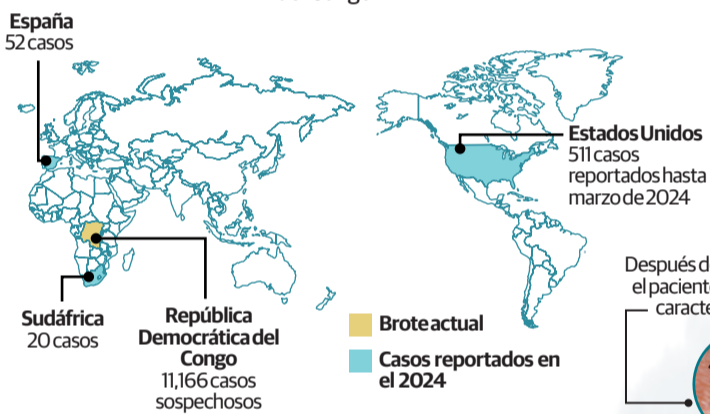 España
52 casos
Estados Unidos
511 casos
reportados hasta
marzo de 2024
Sudáfrica
20 casos
República
Democrática del
Congo
11,166 casos
sospechosos
Brote actual
Casos reportados en
el 2024
Después d
el pacient
caracte